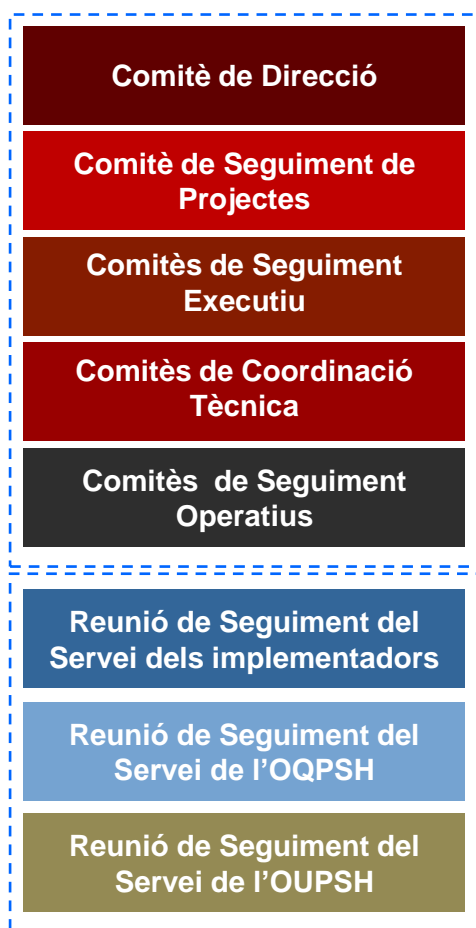 Comitè de Direcció
Comitè de Seguiment de
Projectes
Comitès de Seguiment
Executiu
Comitès de Coordinació
Tècnica
Comitès  de Seguiment
Operatius
Reunió de Seguiment del
Servei dels implementadors
Reunió de Seguiment del
Servei de l’OQPSH
Reunió de Seguiment del
Servei de l’OUPSH